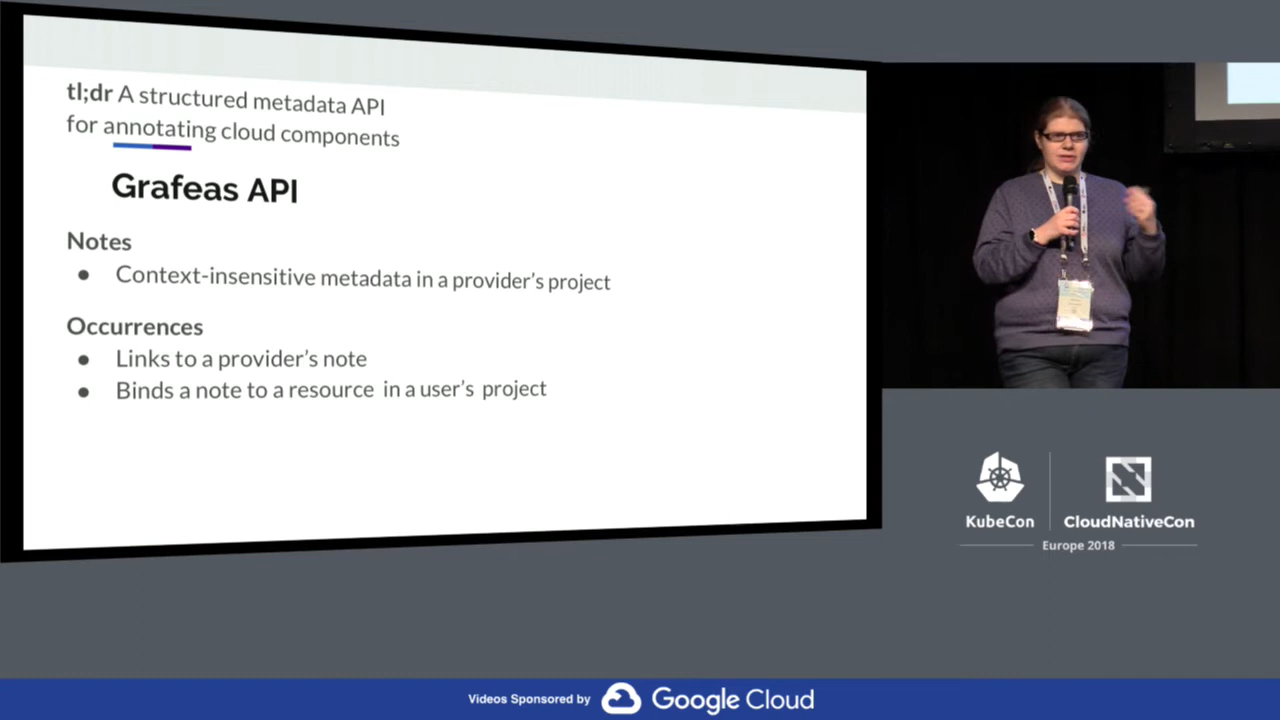 tl;dr A structured metadata API
for annotating cloud components
Grafeas API
Notes
● Context-insensitive metadata in a provider's project
Occurrences
● Links to a provider's note
● Binds a note to a resource in a user's project
KubeCon
CloudNativeCon
Europe 2018
Videos Sponsored by Google Cloud